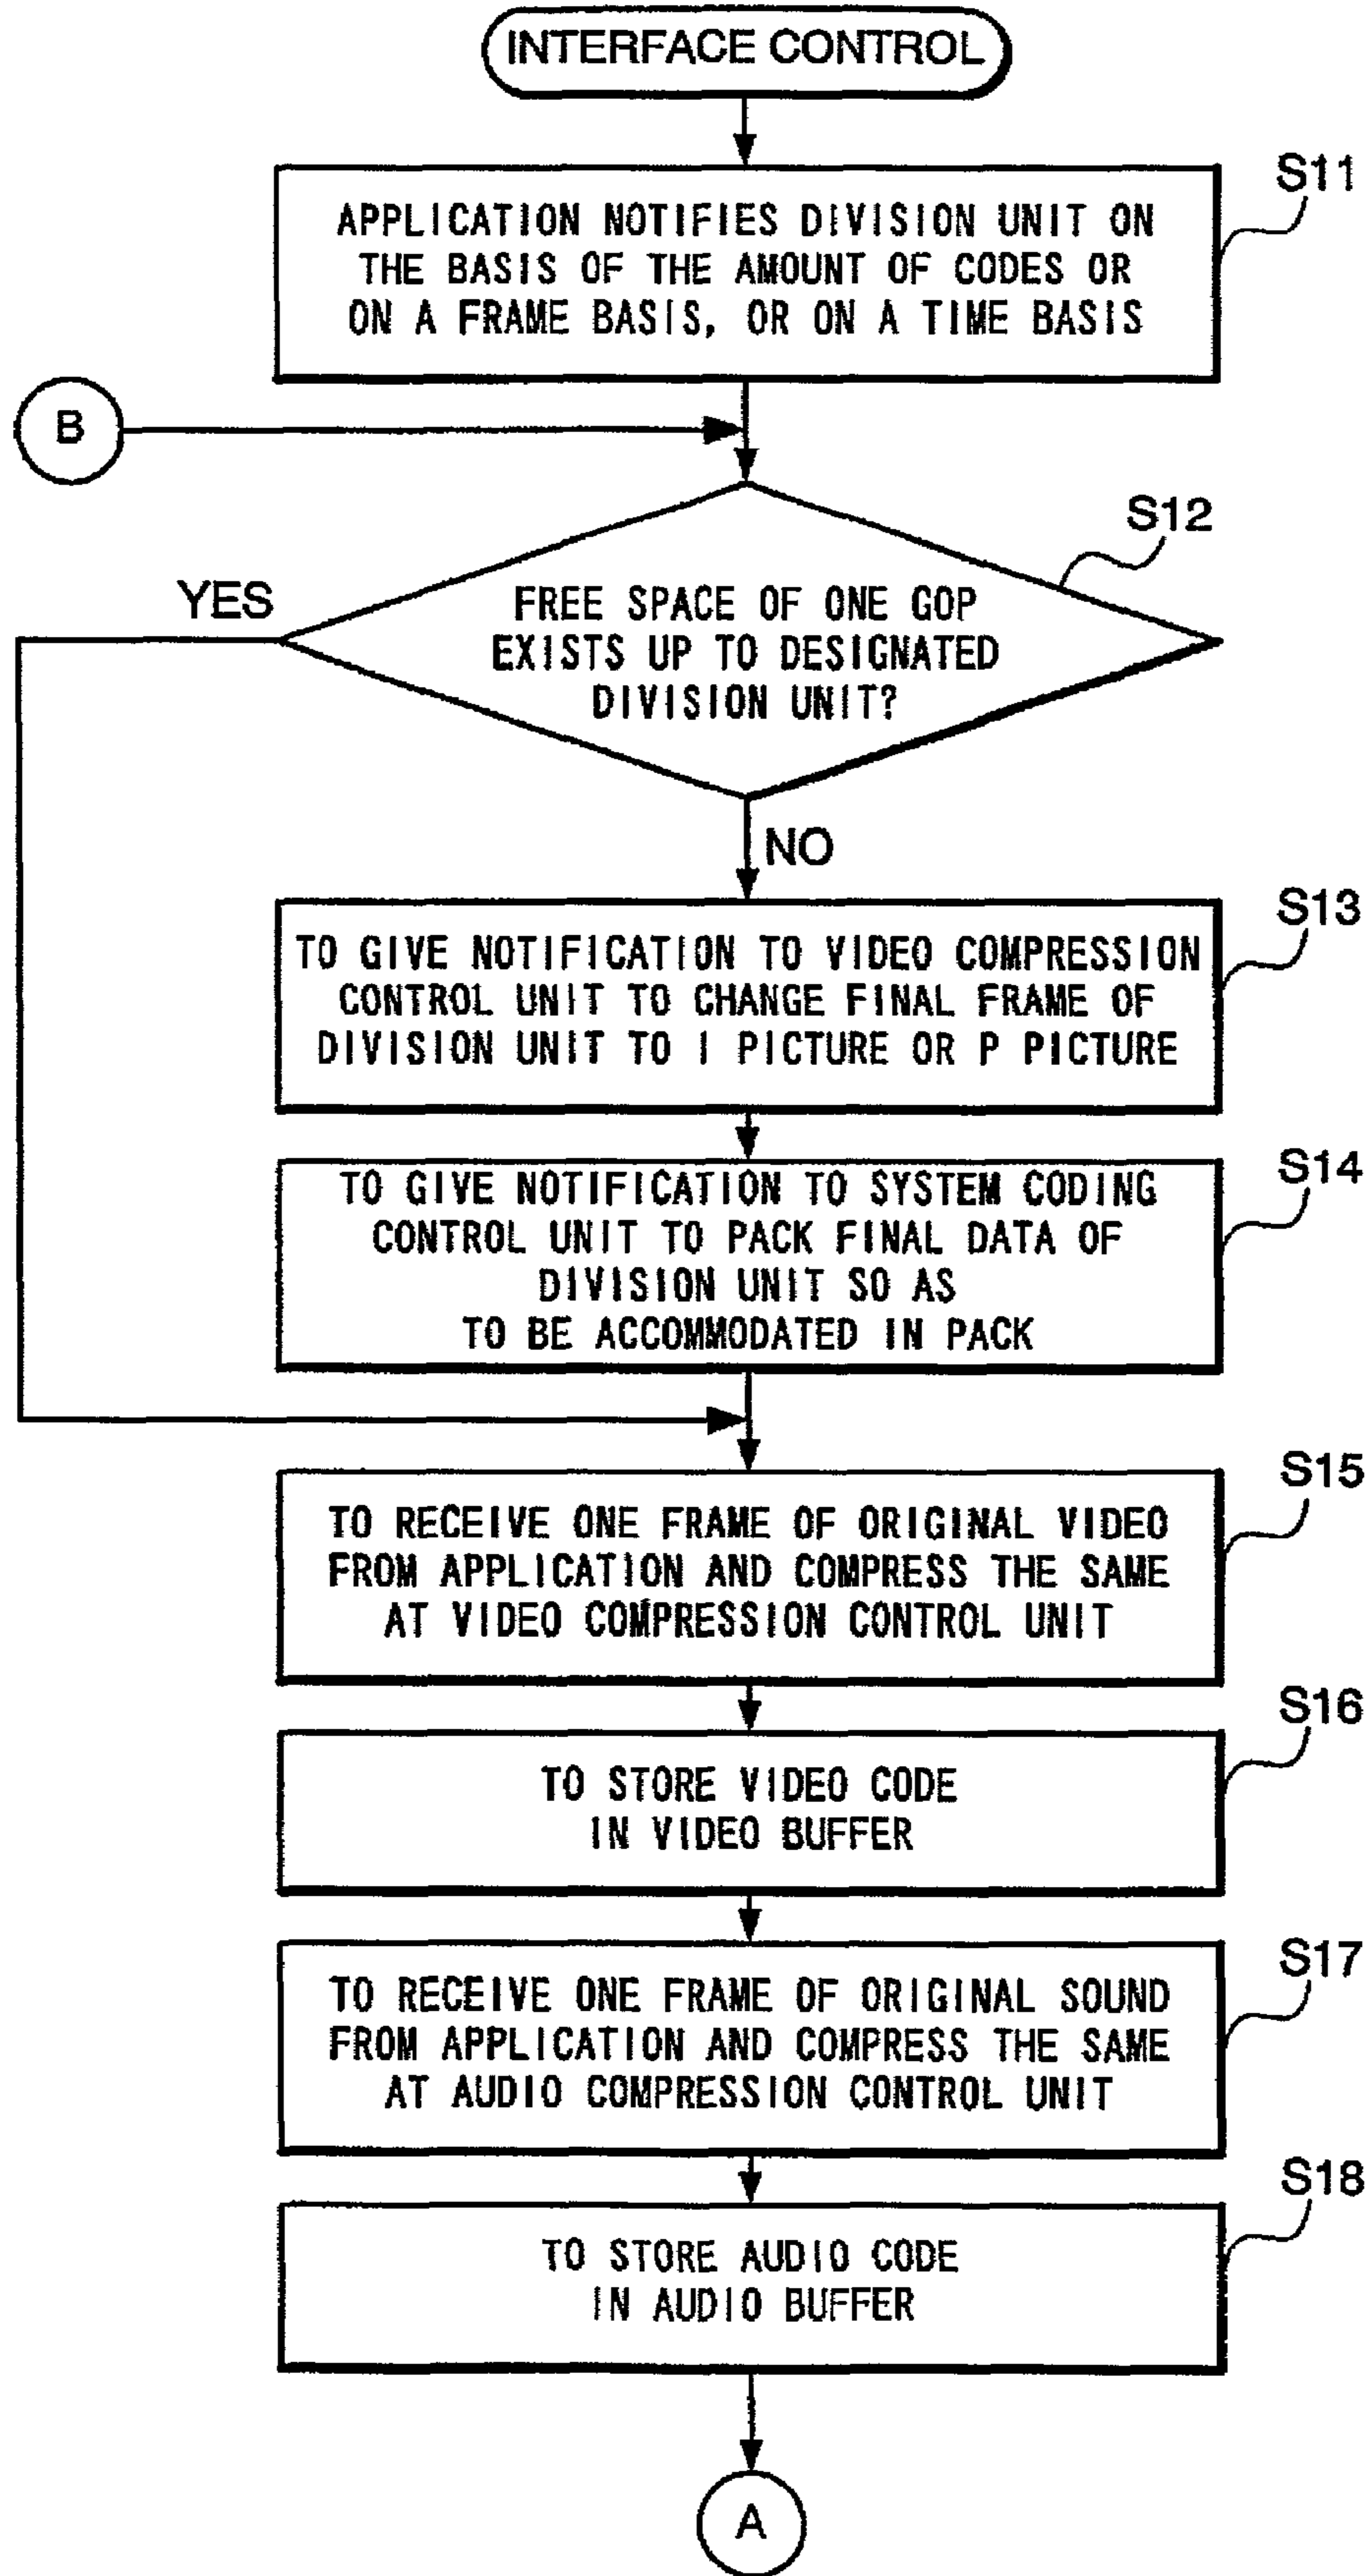 INTERFACE CONTROL
S11
APPLICATION NOTIFIES DIVISION UNIT ON
THE BASIS OF THE AMOUNT OF CODES OR
ON A FRAME BASIS, OR ON A TIME BASIS
B
S12
YES
FREE SPACE OF ONE GOP
EXISTS UP TO DESIGNATED
DIVISION UNIT?
NO
S13
TO GIVE NOTIFICATION TO VIDEO COMPRESSION
CONTROL UNIT TO CHANGE FINAL FRAME OF
DIVISION UNIT TO I PICTURE OR P PICTURE
S14
TO GIVE NOTIFICATION TO SYSTEM CODING
CONTROL UNIT TO PACK FINAL DATA OF
DIVISION UNIT SO AS
TO BE ACCOMMODATED IN PACK
S15
TO RECEIVE ONE FRAME OF ORIGINAL VIDEO
FROM APPLICATION AND COMPRESS THE SAME
AT VIDEO COMPRESSION CONTROL UNIT
S16
TO STORE VIDEO CODE
IN VIDEO BUFFER
S17
TO RECEIVE ONE FRAME OF ORIGINAL SOUND
FROM APPLICATION AND COMPRESS THE SAME
AT AUDIO COMPRESSION CONTROL UNIT
S18
TO STORE AUDIO CODE
IN AUDIO BUFFER
A